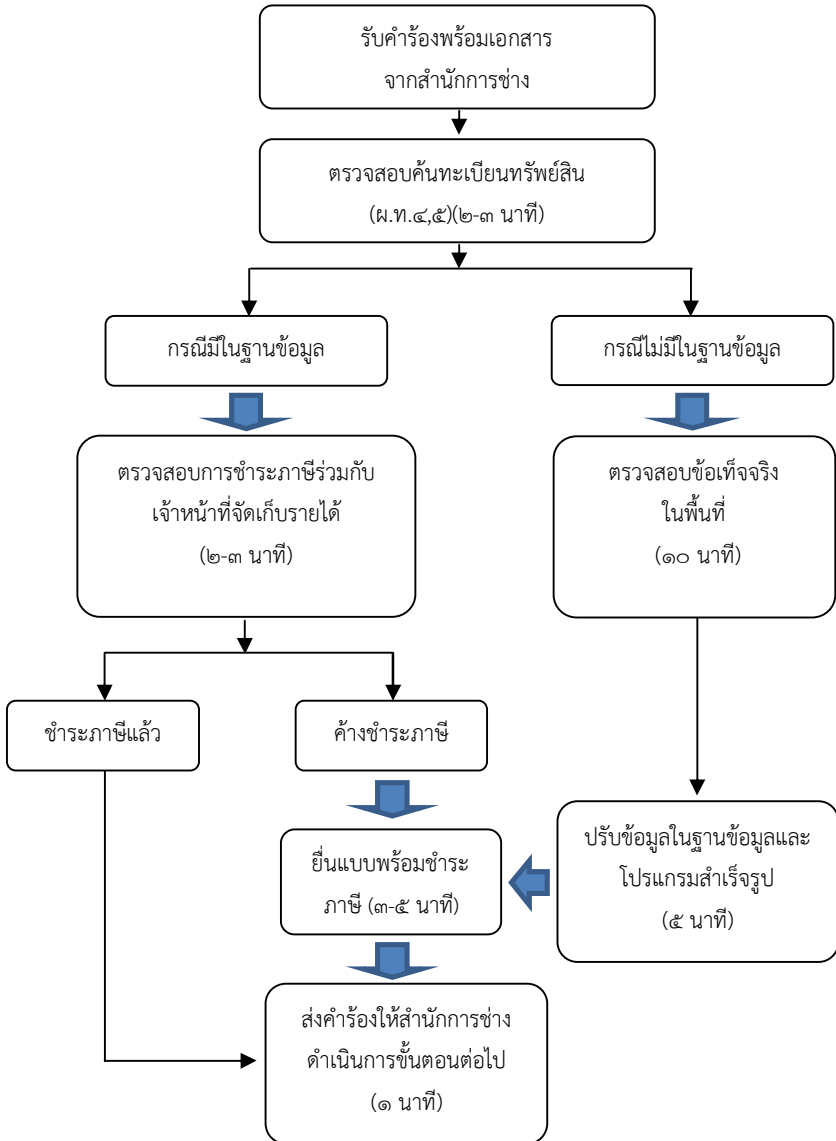 รับคำร้องพร้อมเอกสาร
จากสำนักการช่าง
ตรวจสอบค้นทะเบียนทรัพย์สิน
(ผ.ท.๔,๕)(๒-๓ นาที)
กรณีมีในฐานข้อมูล
กรณีไม่มีในฐานข้อมูล
ตรวจสอบการชำระภาษีร่วมกับ
เจ้าหน้าที่จัดเก็บรายได้
(๒-๓ นาที)
ตรวจสอบข้อเท็จจริง
ในพื้นที่
(๑๐ นาที)
ชำระภาษีแล้ว
ค้างชำระภาษี
ยื่นแบบพร้อมชำระ
ภาษี (๓-๕ นาที)
ปรับข้อมูลในฐานข้อมูลและ
โปรแกรมสำเร็จรูป
(๕ นาที)
ส่งคำร้องให้สำนักการช่าง
ดำเนินการขั้นตอนต่อไป
(๑ นาที)